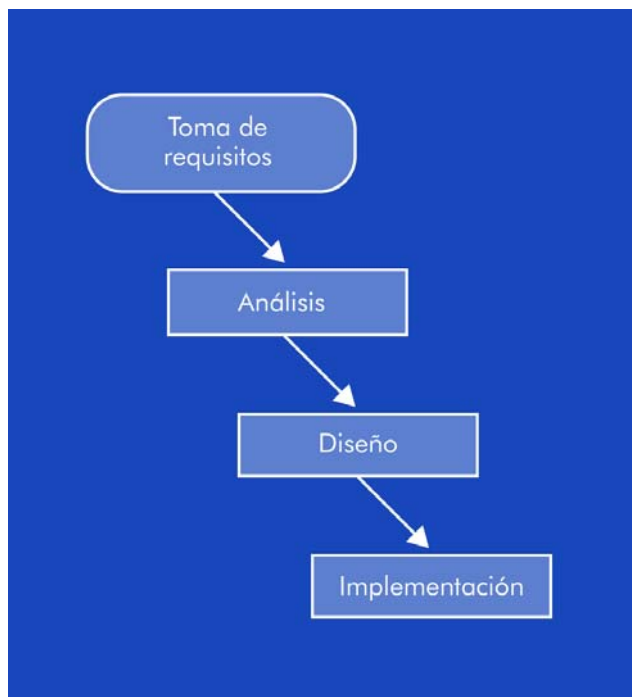 Toma de
requisitos
Análisis
Diseño
Implementación